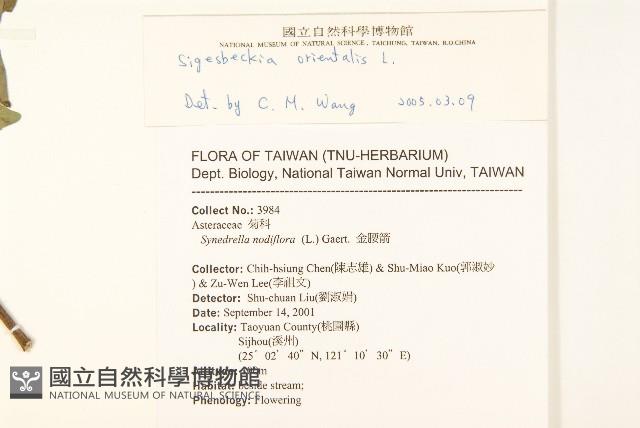 國立自然科學博物館
NATIONAL MUSEUM OF NATURAL SCIENCE, TAICHUNG, TAIWAN, R.O.CHINA
Sigesbeckia orientalis L.
Det. by C. M. Wang 2005.03.09
FLORA OF TAIWAN (TNU-HERBARIUM)
Dept. Biology, National Taiwan Normal Univ, TAIWAN
Collect No.: 3984
Asteraceae 菊科
Synedrella nodiflora (L.) Gaert. 金腰箭
Collector: Chih-hsiung Chen(陳志雄) & Shu-Miao Kuo(郭淑妙
) & Zu-Wen Lee(李祖文)
Detector: Shu-chuan Liu(劉淑娟)
Date: September 14, 2001
Locality: Taoyuan County(桃園縣)
Sijhou(溪州)
(25° 02' 40" N, 121° 10' 30" E)
Habitat: beside stream;
Phenology: Flowering
國立自然科學博物館
NATIONAL MUSEUM OF NATURAL SCIENCE